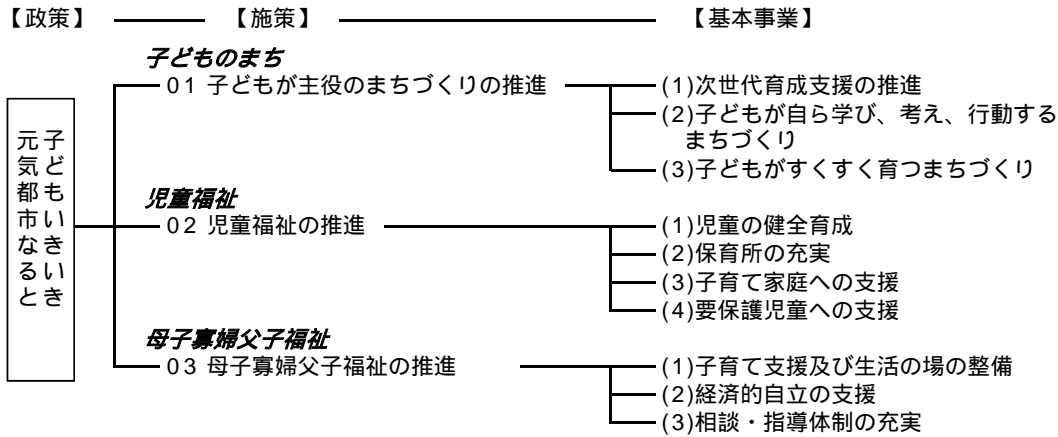 【政策】 【施策】 【基本事業】
子どものまち
01 子どもが主役のまちづくりの推進
(1)次世代育成支援の推進
(2)子どもが自ら学び、考え、行動する
まちづくり
(3)子どもがすくすく育つまちづくり
子どもいきいき
元気都市なると
児童福祉
02 児童福祉の推進
(1)児童の健全育成
(2)保育所の充実
(3)子育て家庭への支援
(4)要保護児童への支援
母子寡婦父子福祉
03 母子寡婦父子福祉の推進
(1)子育て支援及び生活の場の整備
(2)経済的自立の支援
(3)相談・指導体制の充実